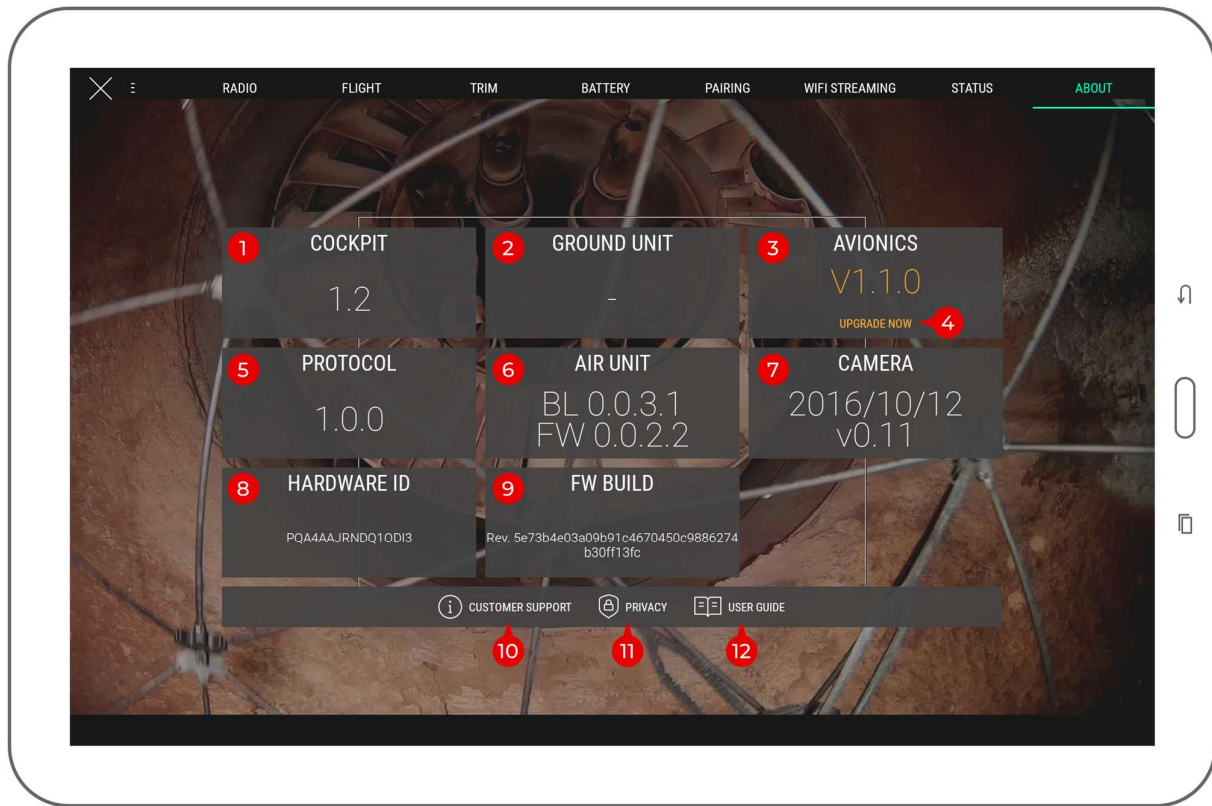 RADIO FLIGHT TRIM BATTERY PAIRING WIFI STREAMING STATUS ABOUT
1 COCKPIT
1.2
2 GROUND UNIT
-
3 AVIONICS
V1.1.0
UPGRADE NOW 4
5 PROTOCOL
1.0.0
6 AIR UNIT
BL 0.0.3.1
FW 0.0.2.2
7 CAMERA
2016/10/12
v0.11
8 HARDWARE ID
PQA4AAJRNDQ1ODI3
9 FW BUILD
Rev. 5e73b4e03a09b91c4670450c9886274
b30ff13fc
CUSTOMER SUPPORT PRIVACY USER GUIDE
10 11 12